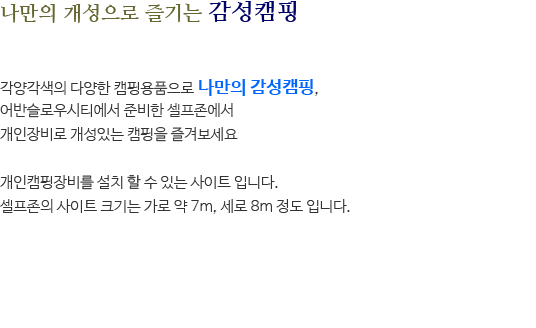 나만의 개성으로 즐기는 감성캠핑
각양각색의 다양한 캠핑용품으로 나만의 감성캠핑,
어반슬로우시티에서 준비한 셀프존에서
개인장비로 개성있는 캠핑을 즐겨보세요
개인캠핑장비를 설치 할 수 있는 사이트 입니다.
셀프존의 사이트 크기는 가로 약 7m, 세로 8m 정도 입니다.